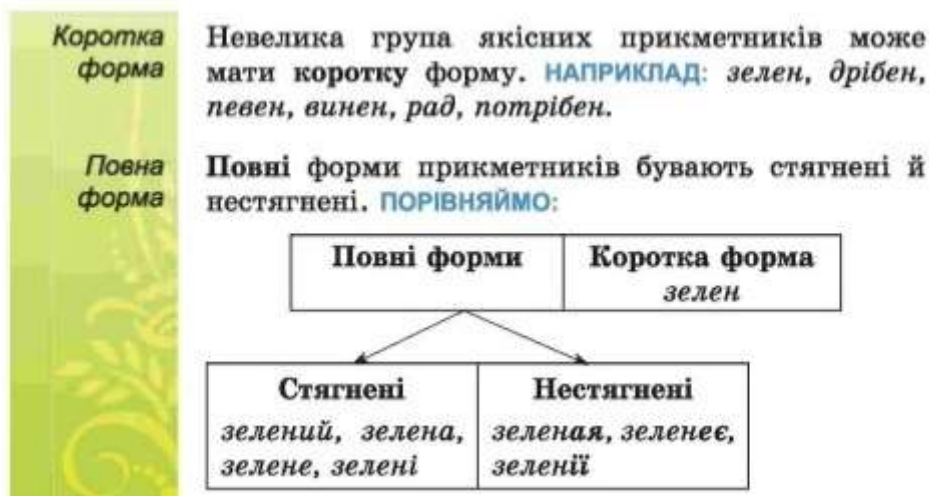 Коротка
форма
Невелика група якісних прикметників може
мати коротку форму. НАПРИКЛАД: зелен, дрібен,
певен, винен, рад, потрібен.
Повна
форма
Повні форми прикметників бувають стягнені й
нестягнені. ПОРІВНЯЙМО:
Повні форми
Коротка форма
зелен
Стягнені
зелений, зелена,
зелене, зелені
Нестягнені
зеленая, зеленеє,
зеленії